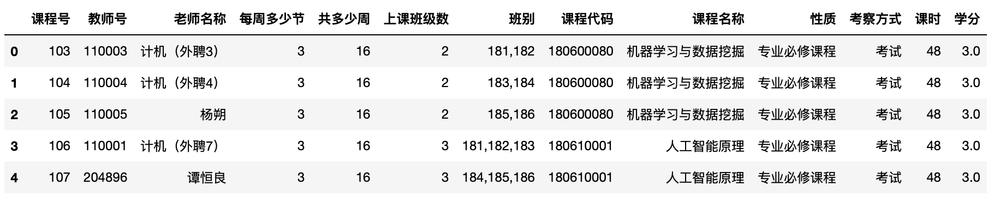 课程号 教师号 老师名称 每周多少节 共多少周 上课班级数 班别 课程代码 课程名称 性质 考察方式 课时 学分
0 103 110003 计机（外聘3） 3 16 2 181,182 180600080 机器学习与数据挖掘 专业必修课程 考试 48 3.0
1 104 110004 计机（外聘4） 3 16 2 183,184 180600080 机器学习与数据挖掘 专业必修课程 考试 48 3.0
2 105 110005 杨朔 3 16 2 185,186 180600080 机器学习与数据挖掘 专业必修课程 考试 48 3.0
3 106 110001 计机（外聘7） 3 16 3 181,182,183 180610001 人工智能原理 专业必修课程 考试 48 3.0
4 107 204896 谭恒良 3 16 3 184,185,186 180610001 人工智能原理 专业必修课程 考试 48 3.0